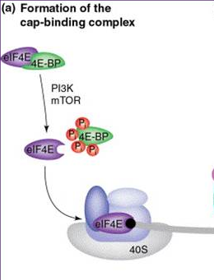 (a) Formation of the
cap-binding complex
eIF4E
4E-BP
PI3K
mTOR
P
P
P
4E-BP
P
P
eIF4E
eIF4E
40S